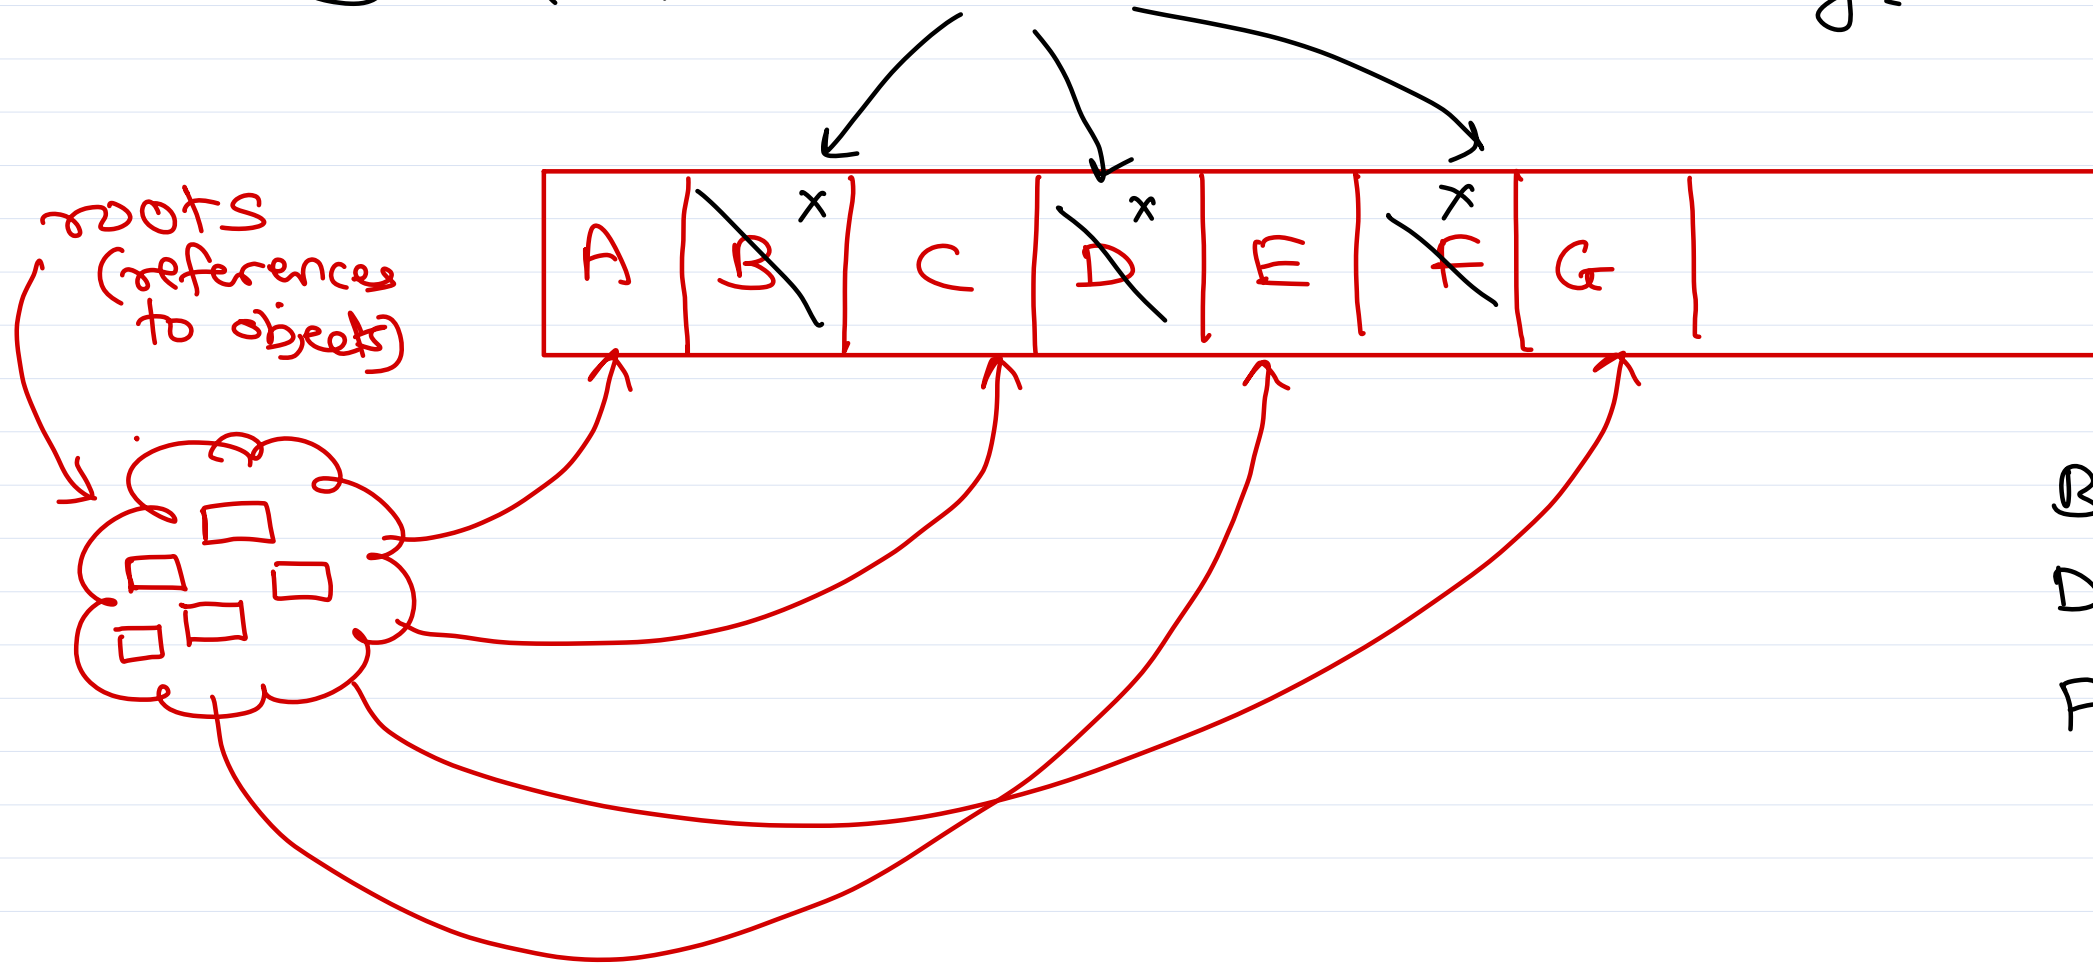 roots
(references
to objects)
A B x C D x E F x G
B
D
F